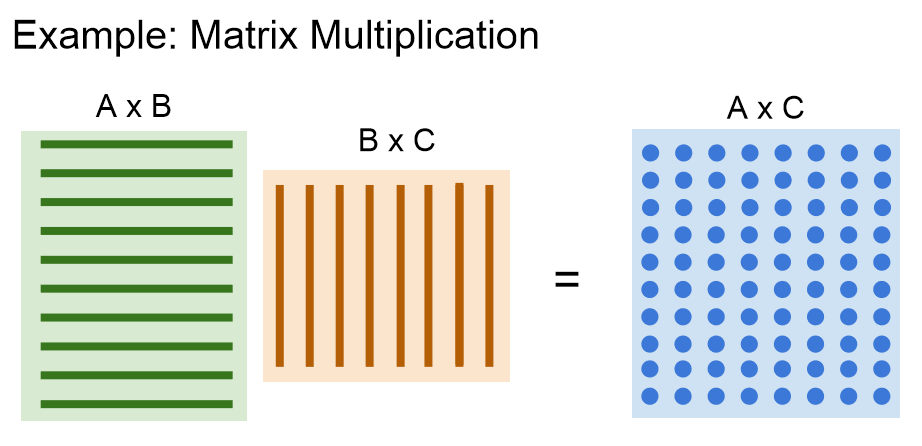 Example: Matrix Multiplication
A x B
B x C
=
A x C